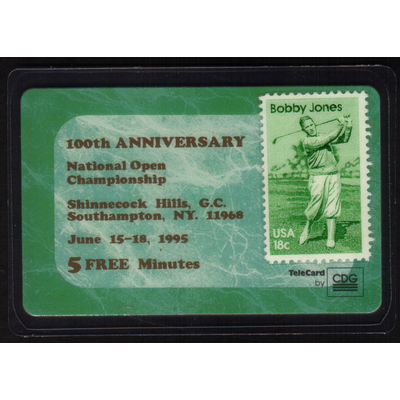 100th ANNIVERSARY
National Open
Championship
Shinnecock Hills, G.C.
Southampton, NY. 11968
June 15-18, 1995
5 FREE Minutes
Bobby Jones
USA
18c
TeleCard
by CDG